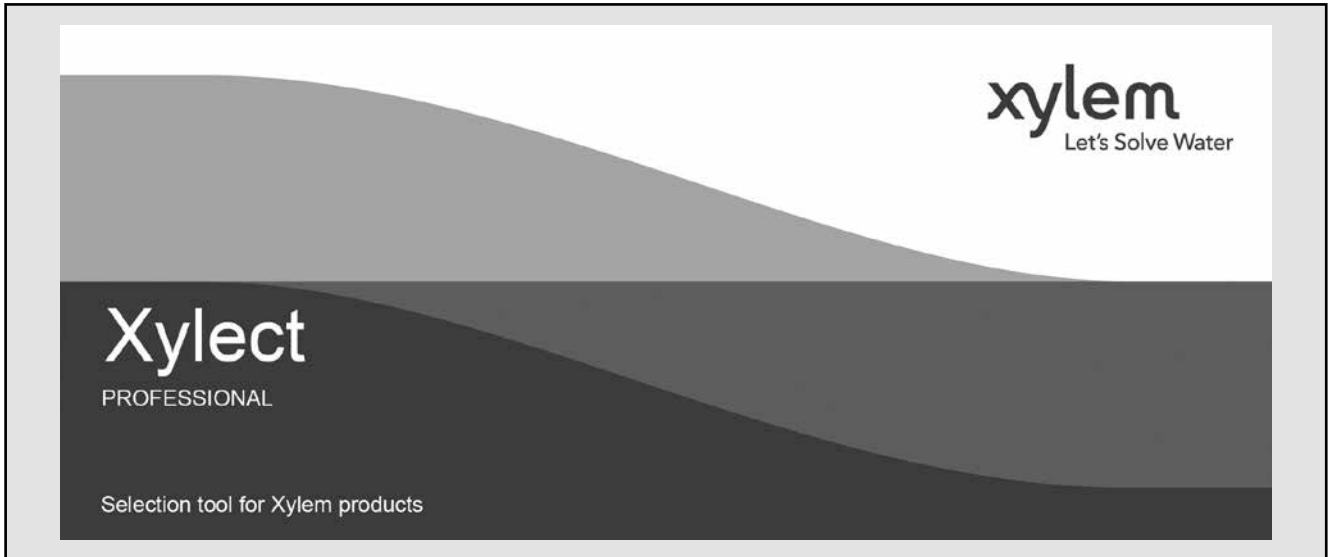 xylem
Let's Solve Water
Xylect
PROFESSIONAL
Selection tool for Xylem products